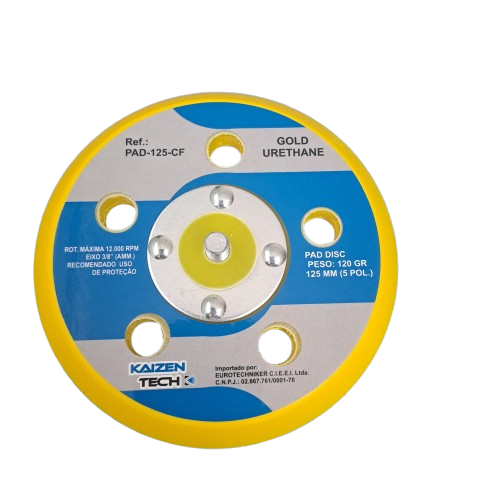 Ref.:
PAD-125-CF
GOLD
URETHANE
ROT. MÁXIMA 12.000 RPM
EIXO 3/8" (AMM.)
RECOMENDADO USO
DE PROTEÇÃO
PAD DISC
PESO: 120 GR
125 MM (5 POL.)
KAIZEN
TECH
Importado por:
EUROTECHNIKER C.I.E.E.I. Ltda.
C.N.P.J.: 02.867.761/0001-70